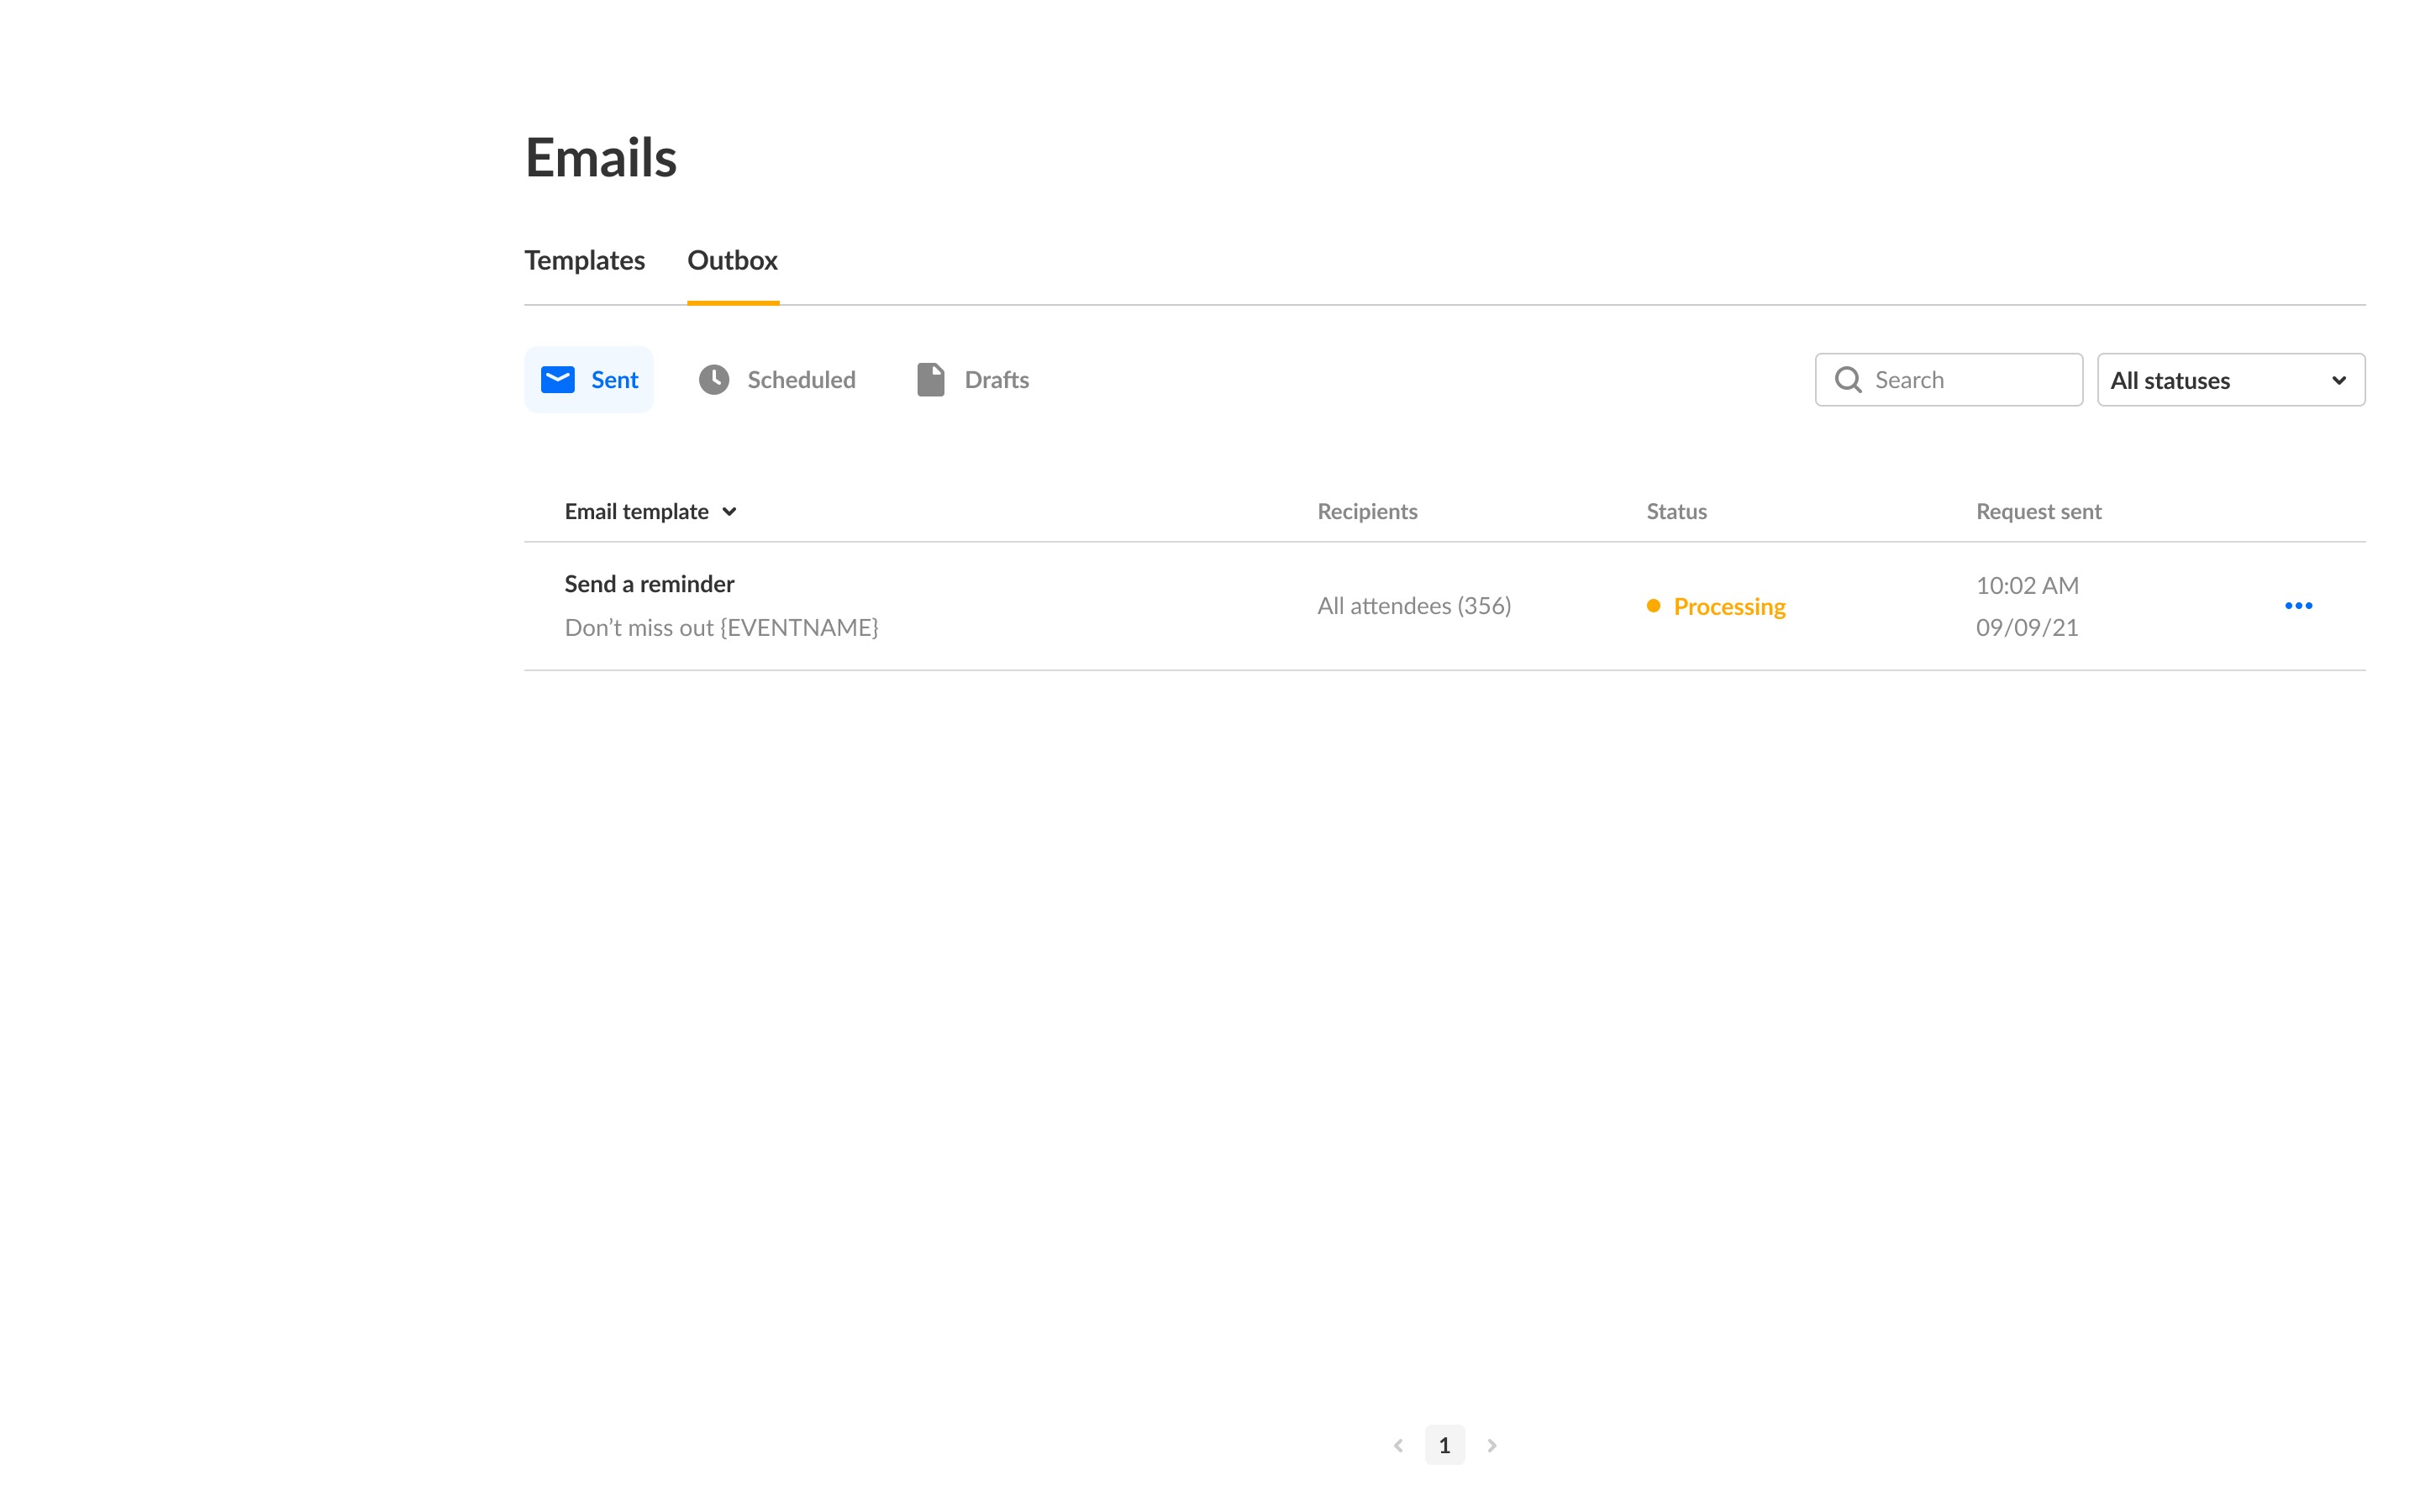 Emails
Templates Outbox
Sent Scheduled Drafts Search All statuses
Email template Recipients Status Request sent
Send a reminder
Don’t miss out {EVENTNAME}
All attendees (356)
Processing
10:02 AM
09/09/21
1